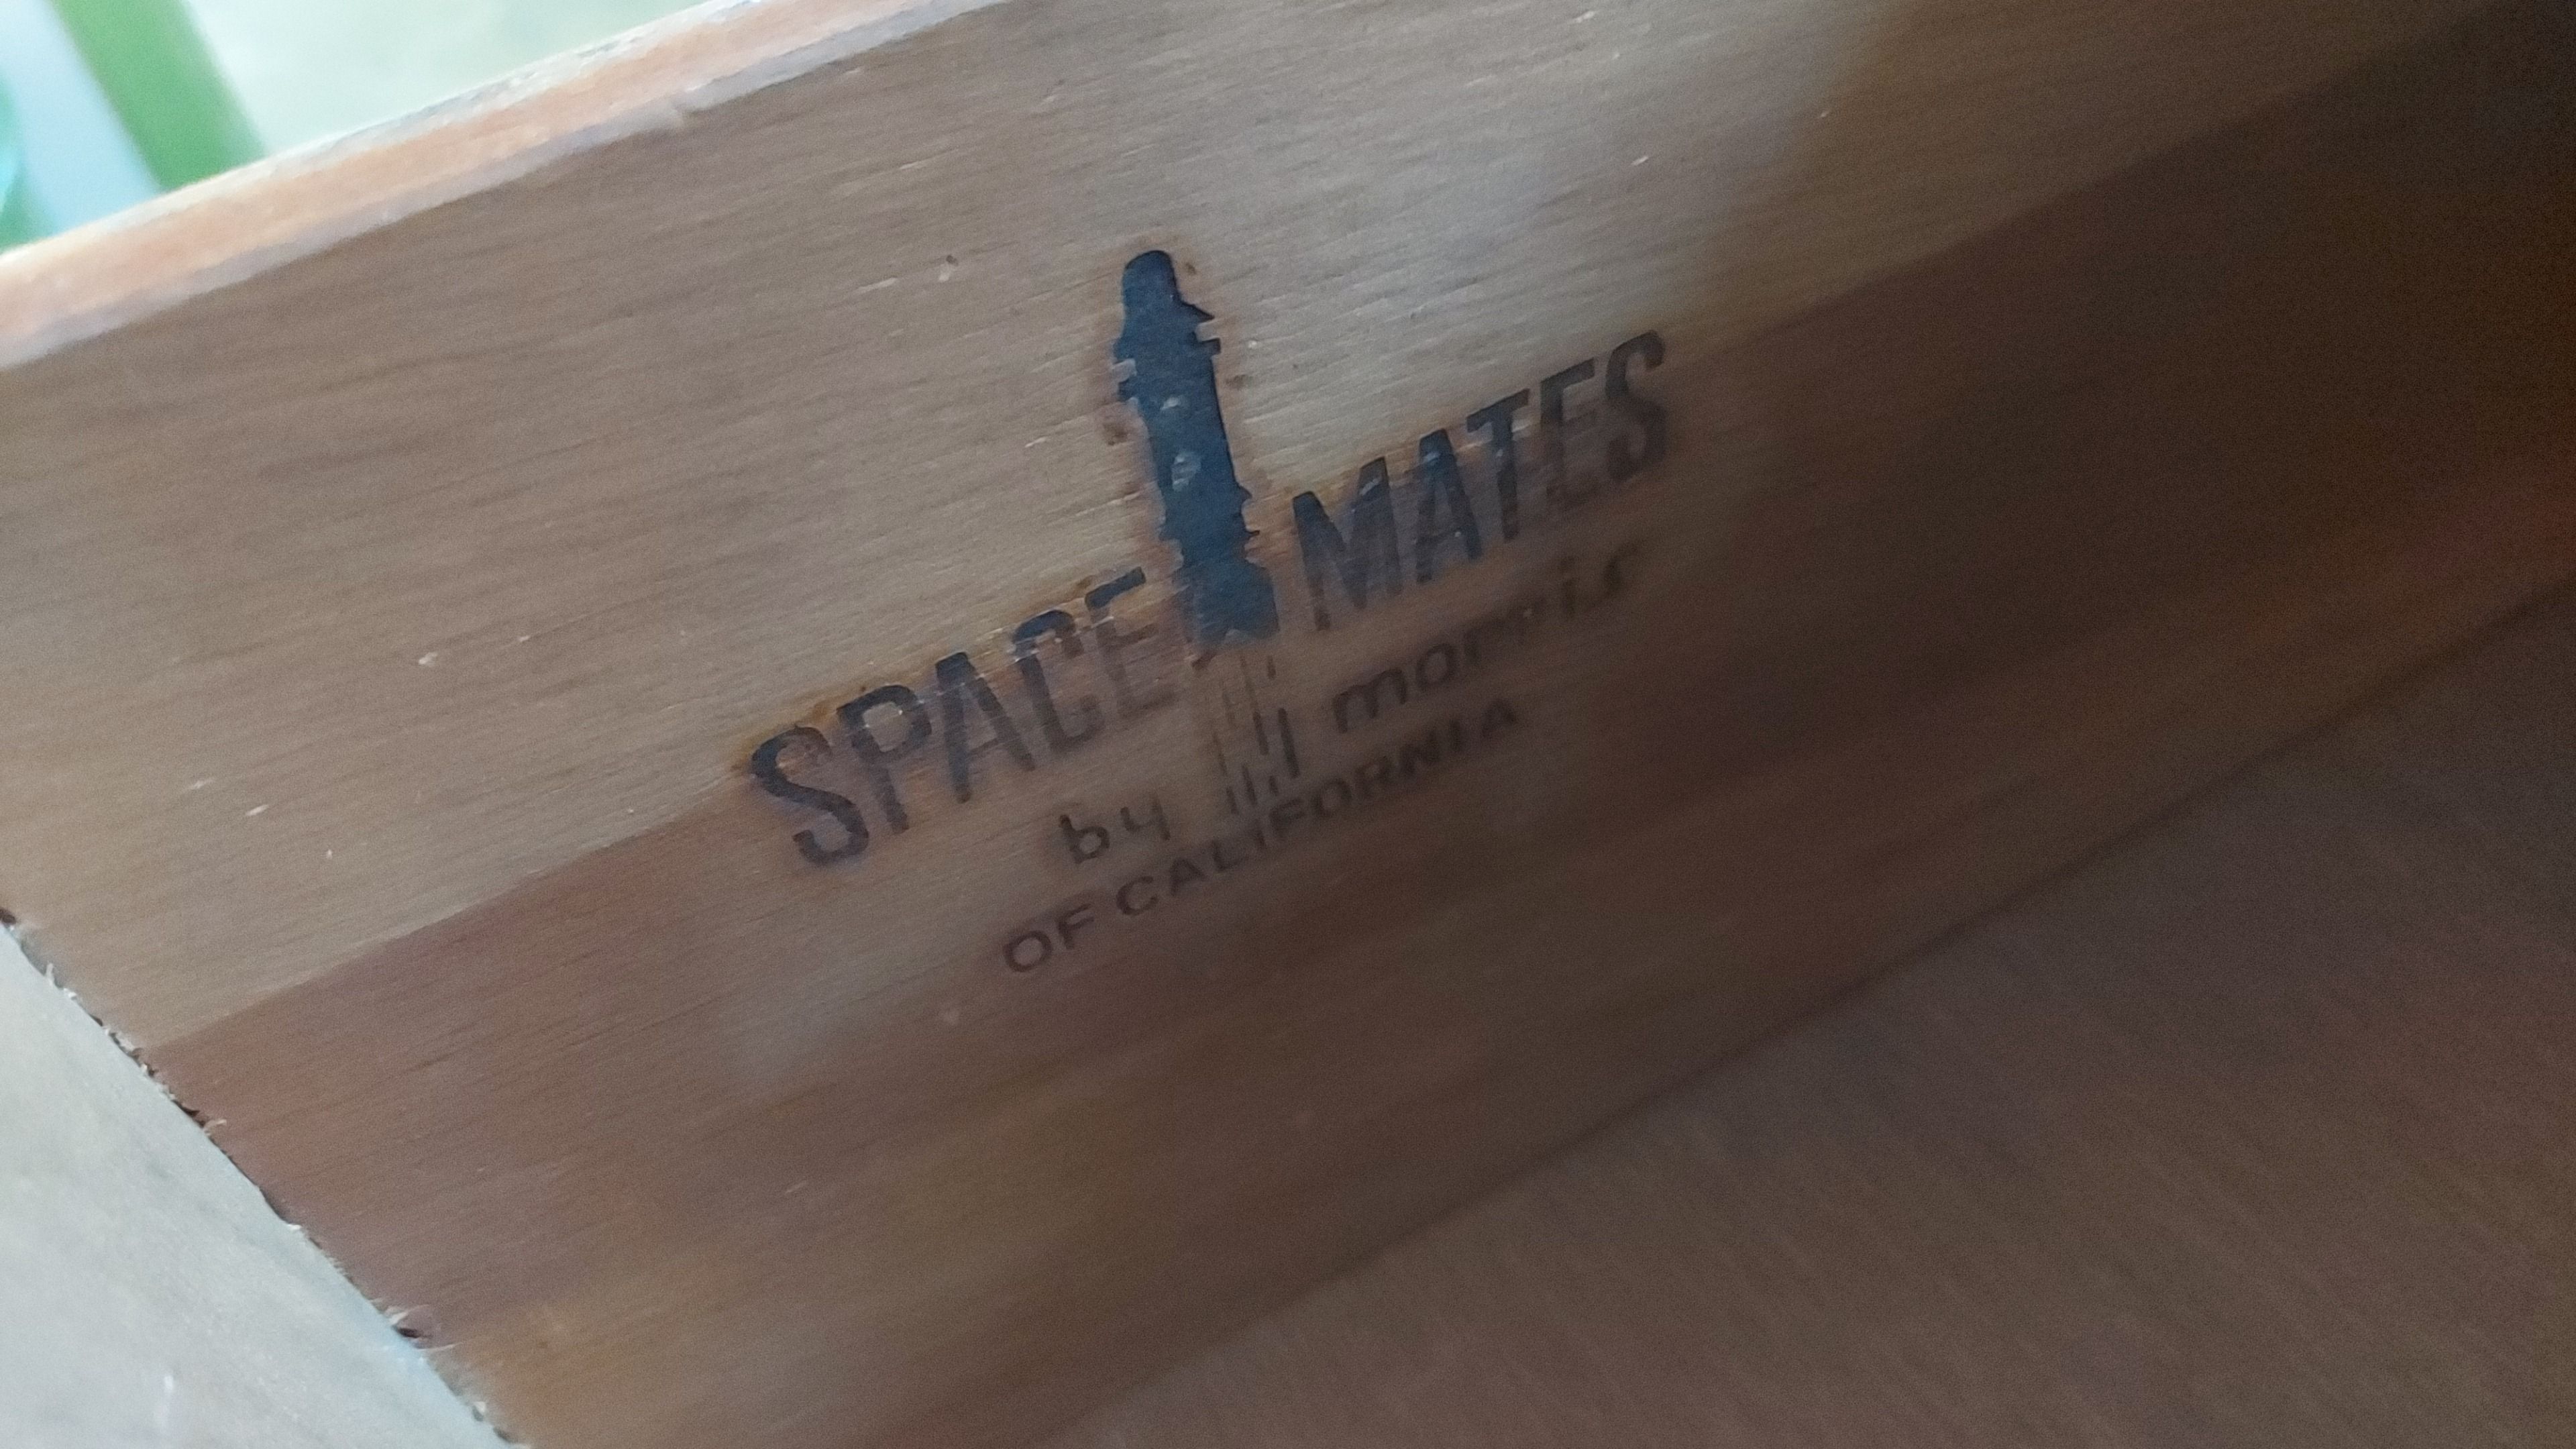 SPACE MATES
by morris
OF CALIFORNIA